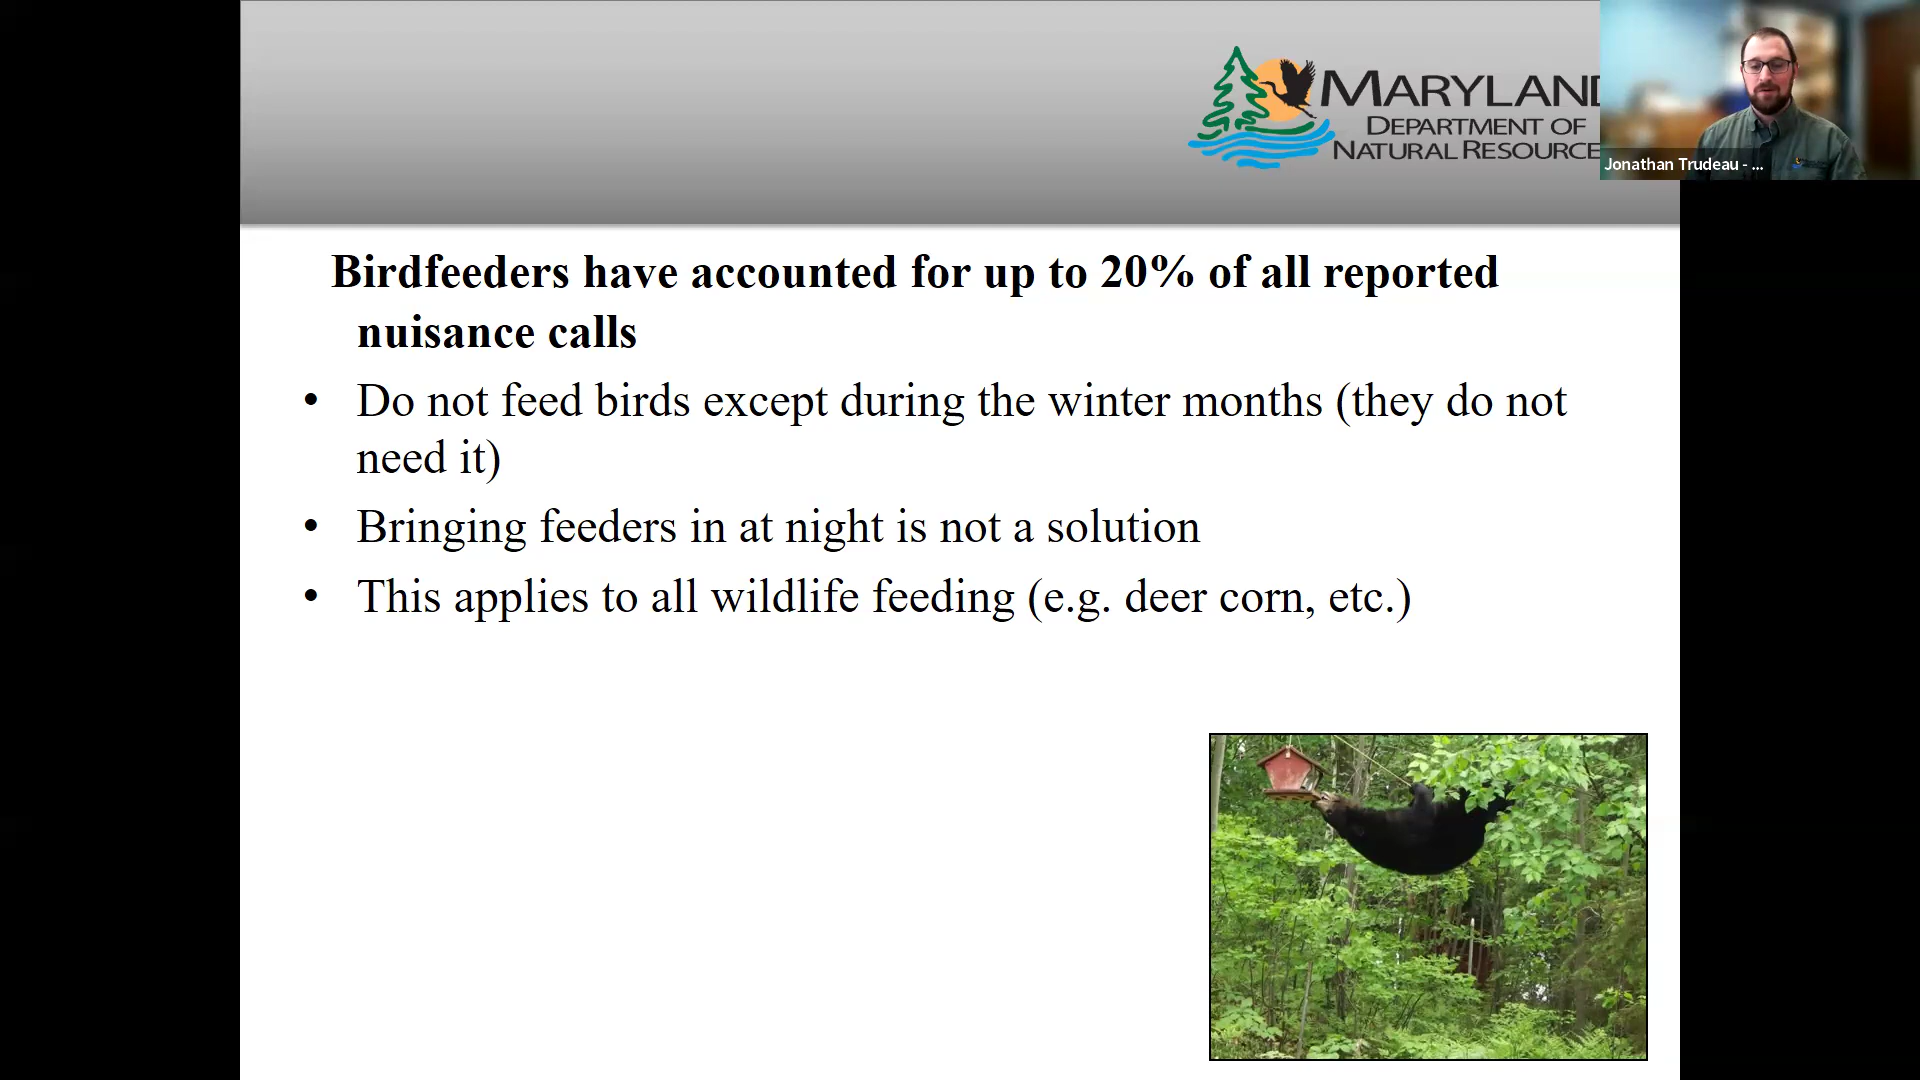 MARYLAND
DEPARTMENT OF
NATURAL RESOURCE
Jonathan Trudeau - ...
Birdfeeders have accounted for up to 20% of all reported
nuisance calls
• Do not feed birds except during the winter months (they do not
need it)
• Bringing feeders in at night is not a solution
• This applies to all wildlife feeding (e.g. deer corn, etc.)